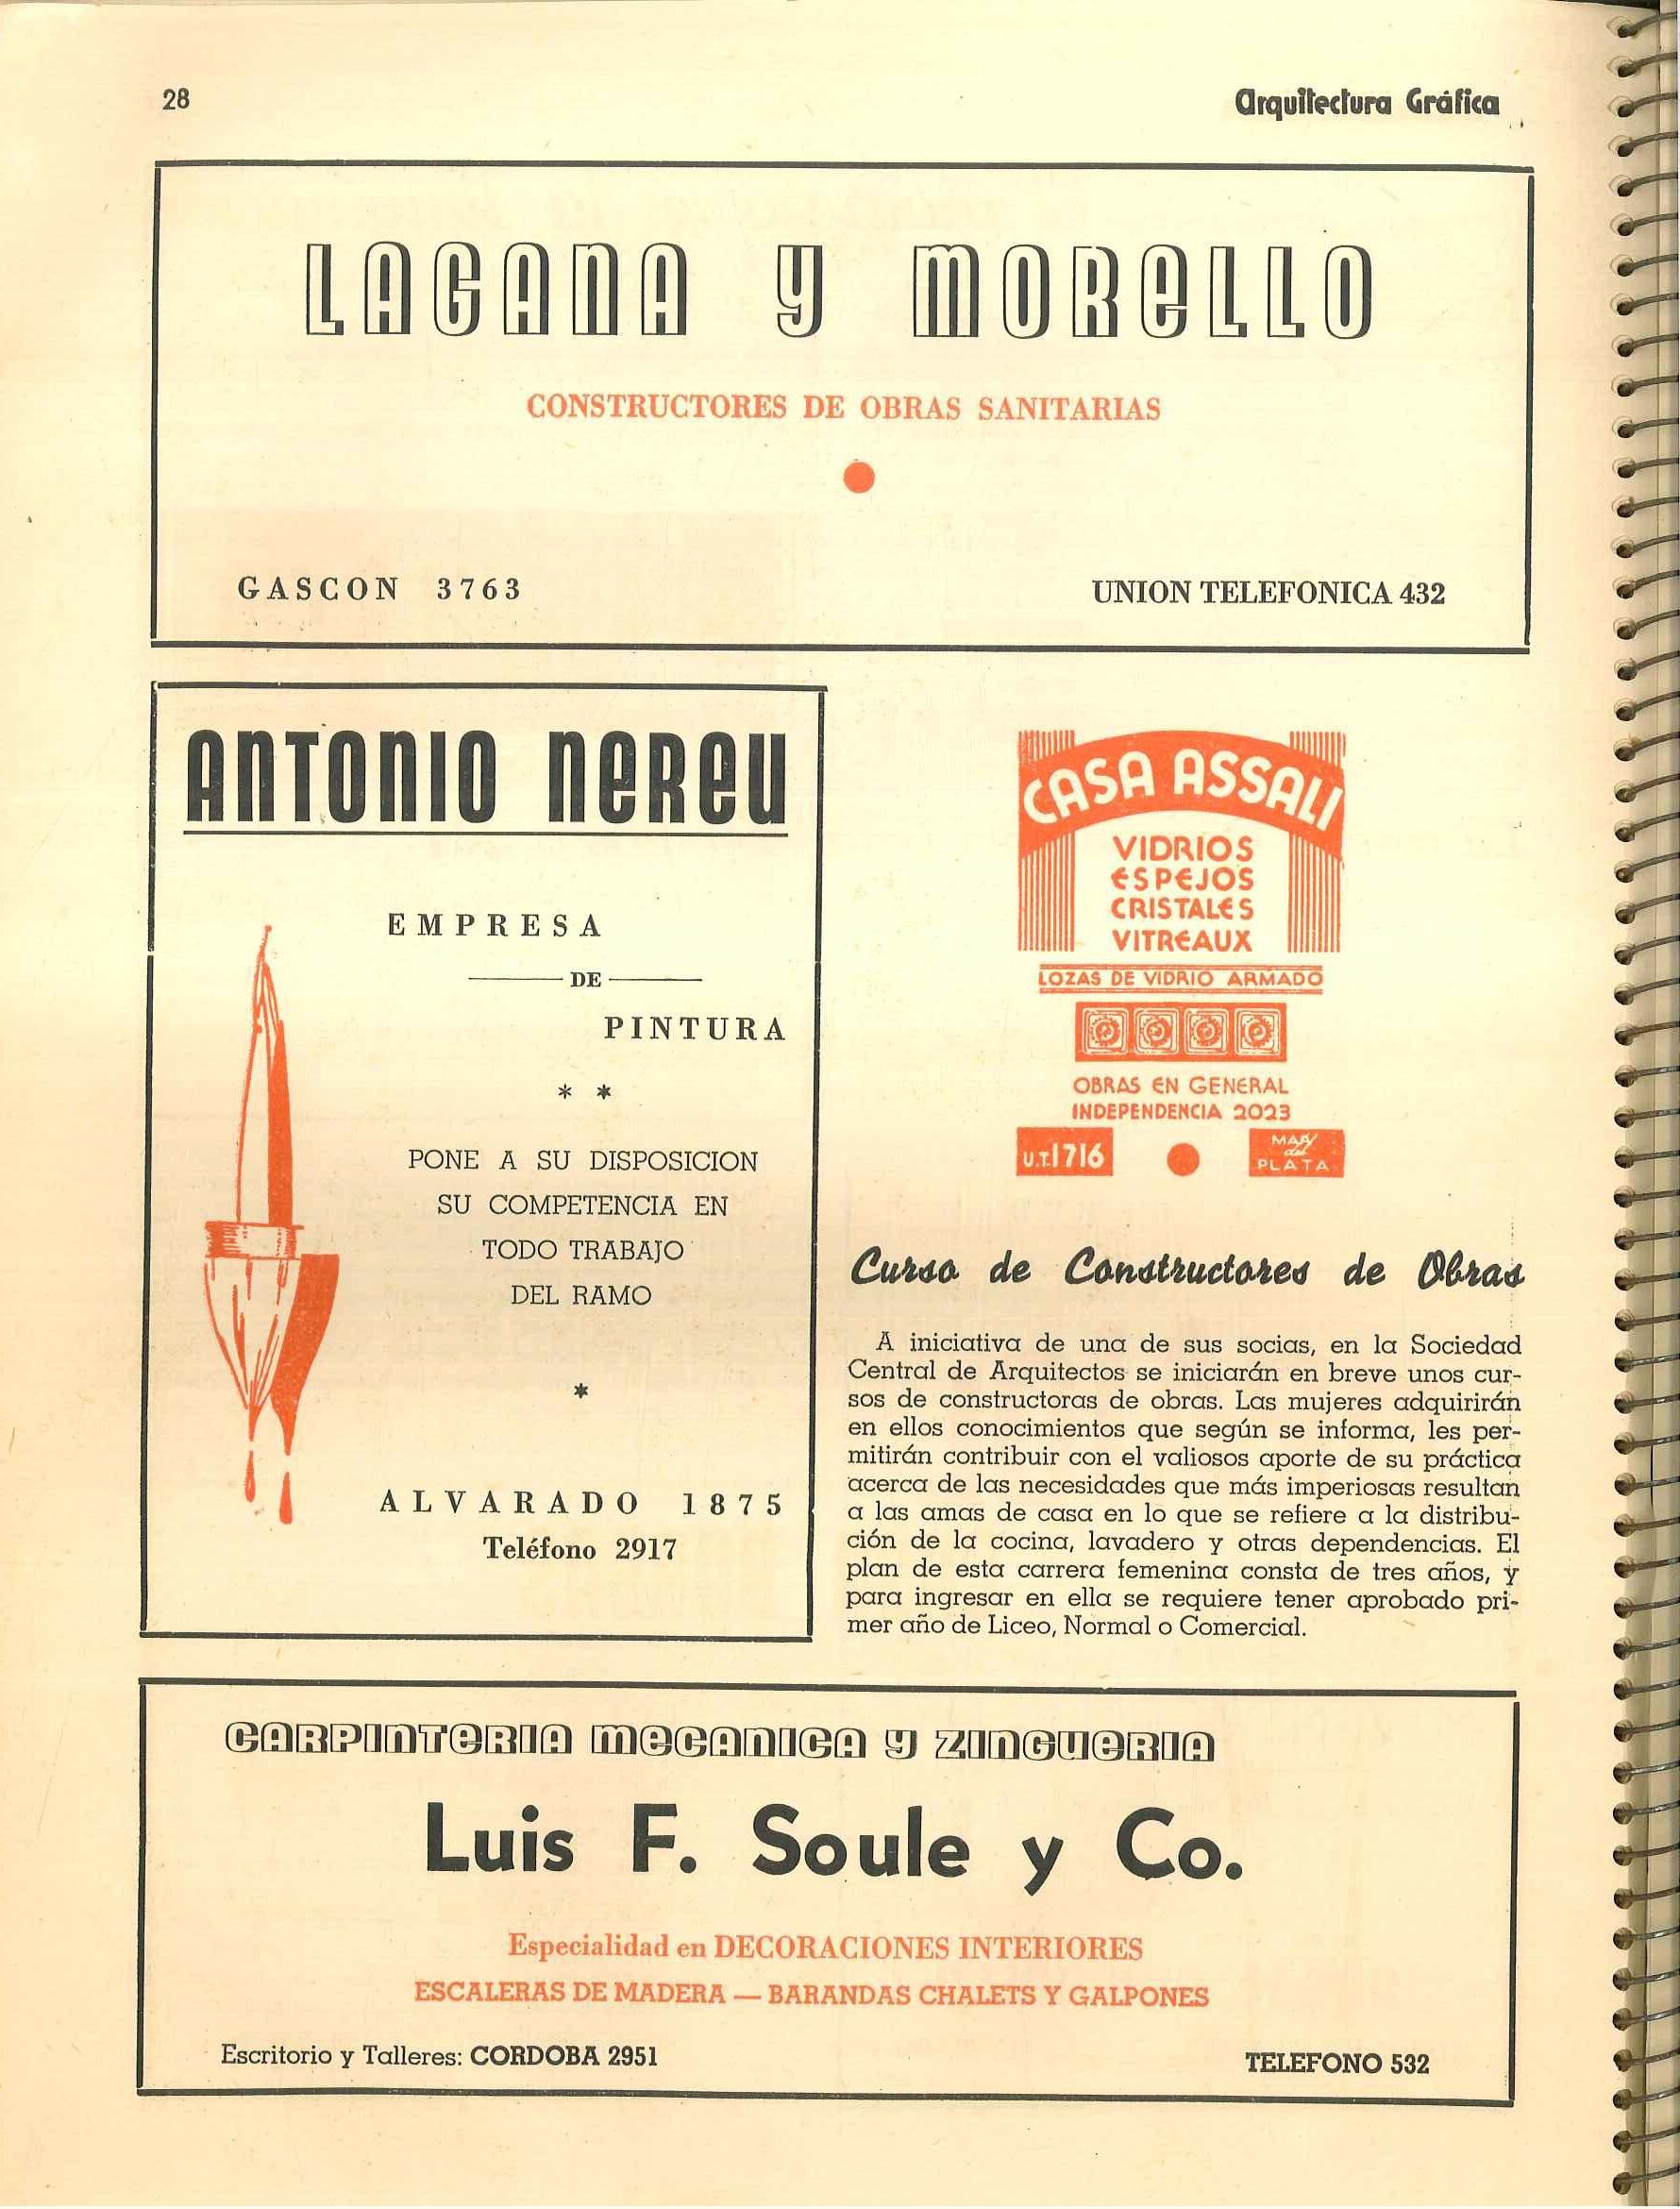 28
Arquitectura Gráfica
LAGANA Y MORELLO
CONSTRUCTORES DE OBRAS SANITARIAS
GASCON 3763
UNION TELEFONICA 432
ANTONIO NEREU
EMPRESA
DE
PINTURA
* *
PONE A SU DISPOSICION
SU COMPETENCIA EN
TODO TRABAJO
DEL RAMO
*
ALVARADO 1875
Teléfono 2917
CASA ASSALI
VIDRIOS
ESPEJOS
CRISTALES
VITREAUX
LOZAS DE VIDRIO ARMADO
OBRAS EN GENERAL
INDEPENDENCIA 2023
U.T. 1716
MAR
del
PLATA
Curso de Constructores de Obras
A iniciativa de una de sus socias, en la Sociedad
Central de Arquitectos se iniciarán en breve unos cur-
sos de constructoras de obras. Las mujeres adquirirán
en ellos conocimientos que según se informa, les per-
mitirán contribuir con el valiosos aporte de su práctica
acerca de las necesidades que más imperiosas resultan
a las amas de casa en lo que se refiere a la distribu-
ción de la cocina, lavadero y otras dependencias. El
plan de esta carrera femenina consta de tres años, y
para ingresar en ella se requiere tener aprobado pri-
mer año de Liceo, Normal o Comercial.
CARPINTERIA MECANICA Y ZINGUERIA
Luis F. Soule y Co.
Especialidad en DECORACIONES INTERIORES
ESCALERAS DE MADERA — BARANDAS CHALETS Y GALPONES
Escritorio y Talleres: CORDOBA 2951
TELEFONO 532